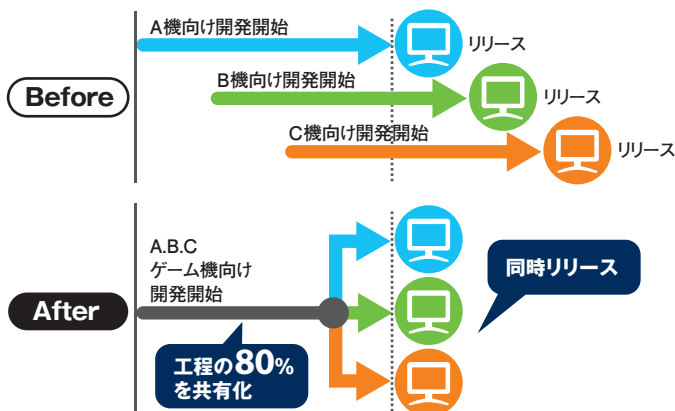 A機向け開発開始
リリース
Before
B機向け開発開始
リリース
C機向け開発開始
リリース
A.B.C
ゲーム機向け
開発開始
同時リリース
After
工程の80%
を共有化